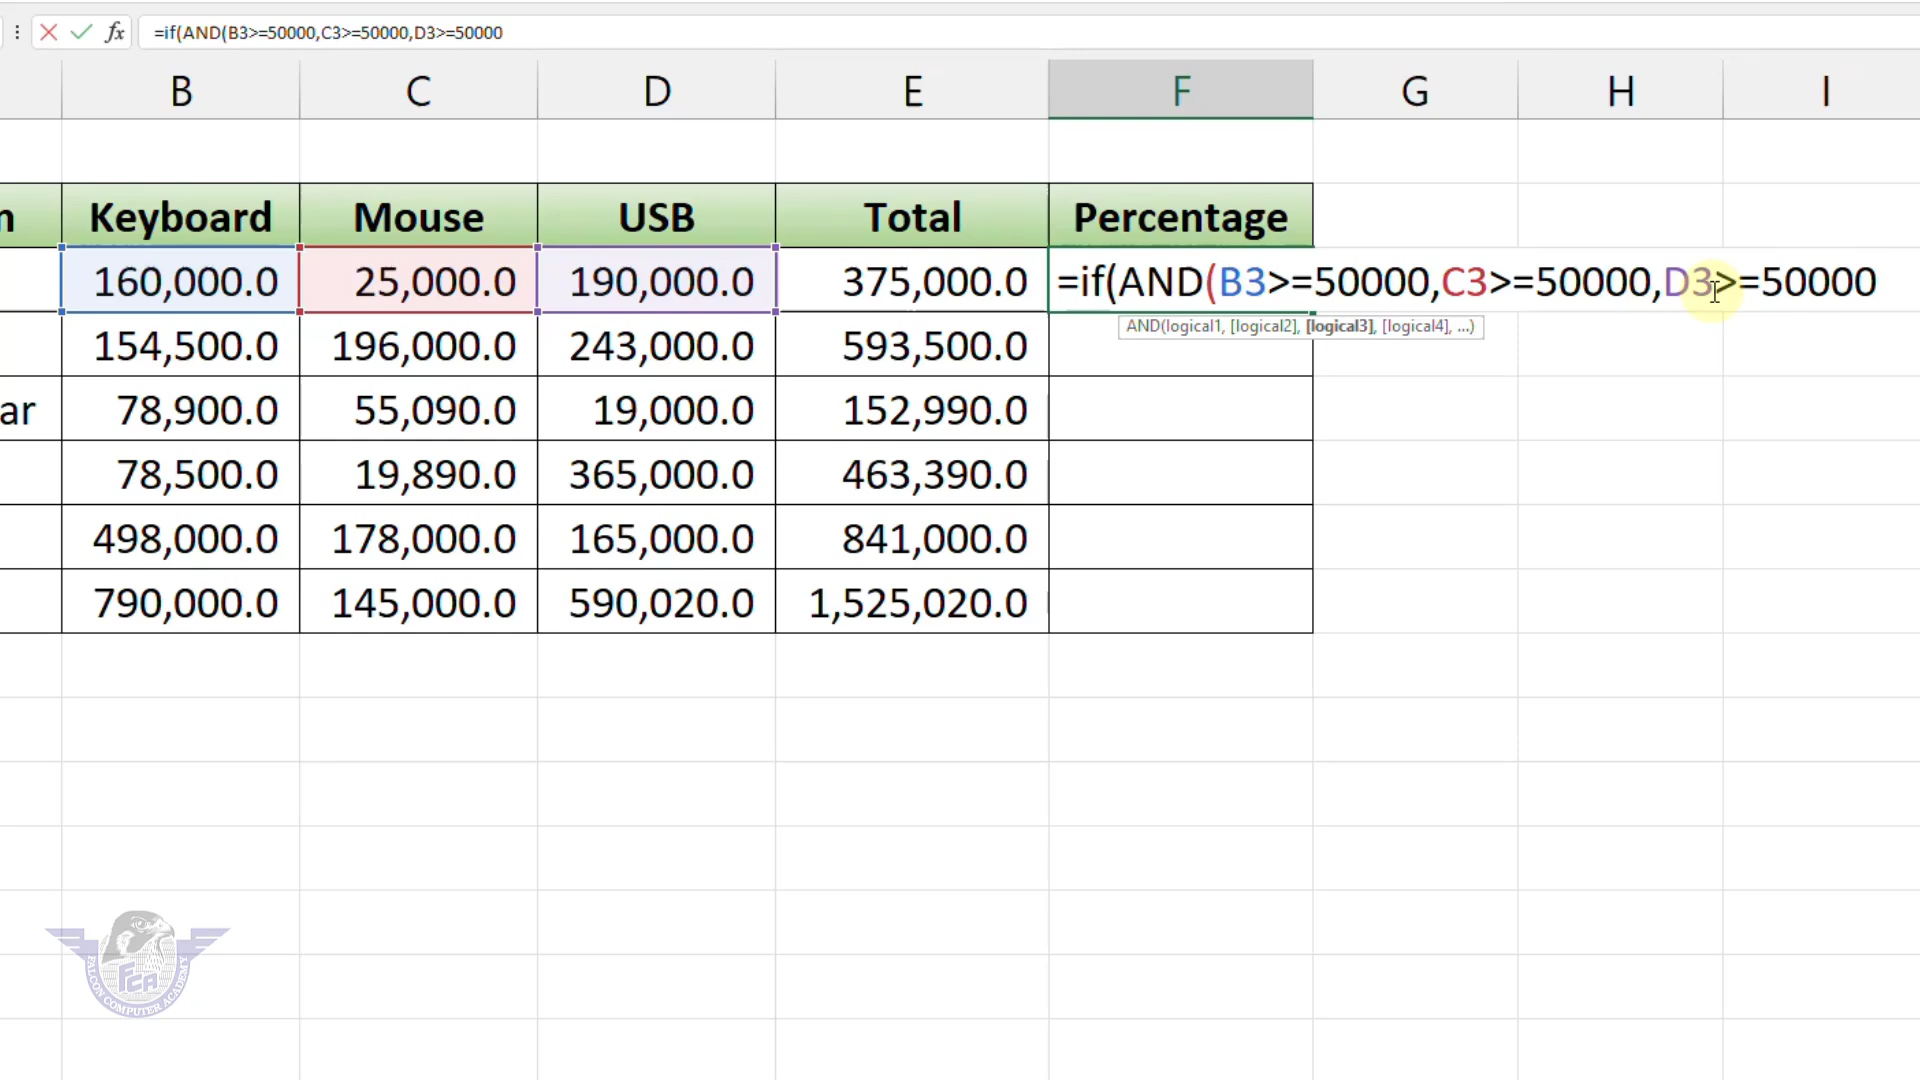 fx =if(AND(B3>=50000,C3>=50000,D3>=50000
B C D E F G H I
n Keyboard Mouse USB Total Percentage
160,000.0 25,000.0 190,000.0 375,000.0 =if(AND(B3>=50000,C3>=50000,D3>=50000
AND(logical1, [logical2], [logical3], [logical4], ...)
154,500.0 196,000.0 243,000.0 593,500.0
ar 78,900.0 55,090.0 19,000.0 152,990.0
78,500.0 19,890.0 365,000.0 463,390.0
498,000.0 178,000.0 165,000.0 841,000.0
790,000.0 145,000.0 590,020.0 1,525,020.0
FCA
FALCON COMPUTER ACADEMY